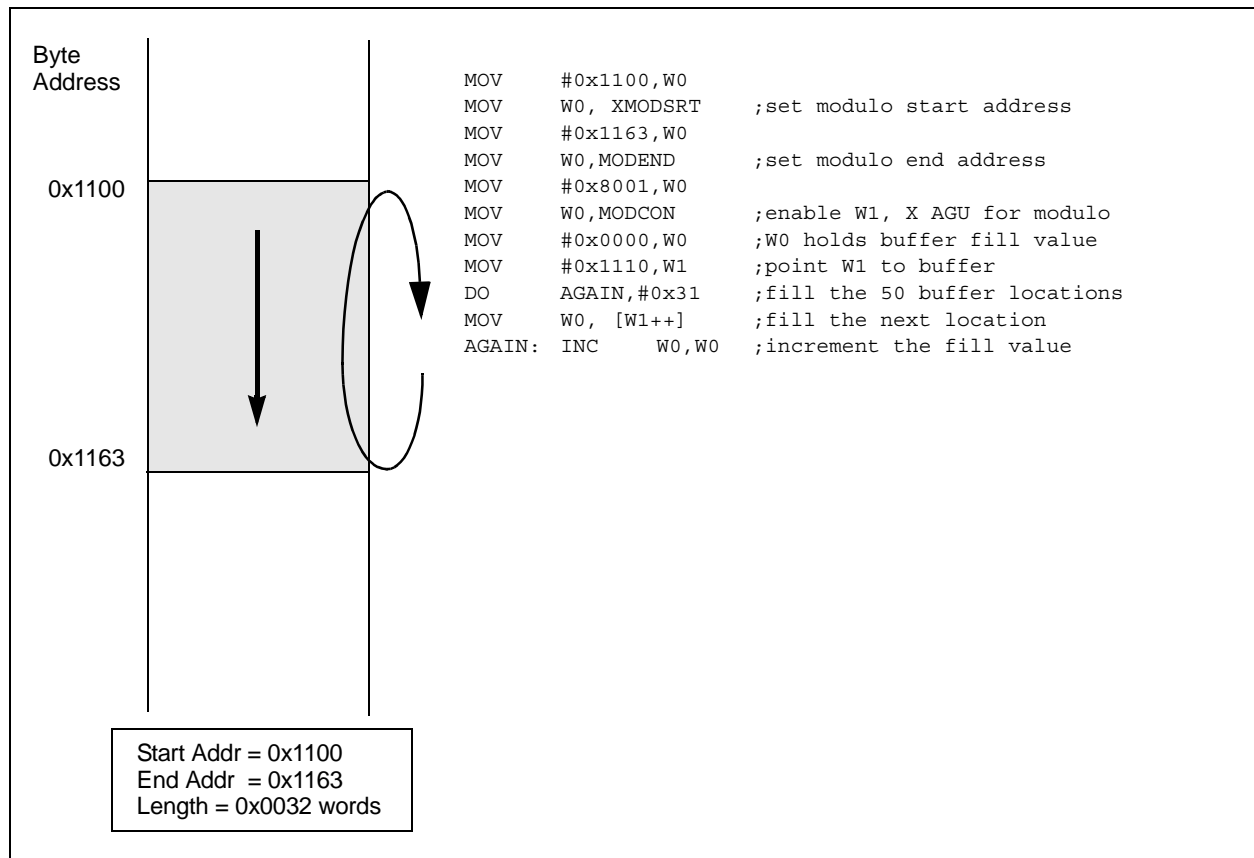 Byte
Address
0x1100
0x1163
MOV #0x1100,W0
MOV W0, XMODSRT ;set modulo start address
MOV #0x1163,W0
MOV W0,MODEND ;set modulo end address
MOV #0x8001,W0
MOV W0,MODCON ;enable W1, X AGU for modulo
MOV #0x0000,W0 ;W0 holds buffer fill value
MOV #0x1110,W1 ;point W1 to buffer
DO AGAIN,#0x31 ;fill the 50 buffer locations
MOV W0, [W1++] ;fill the next location
AGAIN: INC W0,W0 ;increment the fill value
Start Addr = 0x1100
End Addr = 0x1163
Length = 0x0032 words